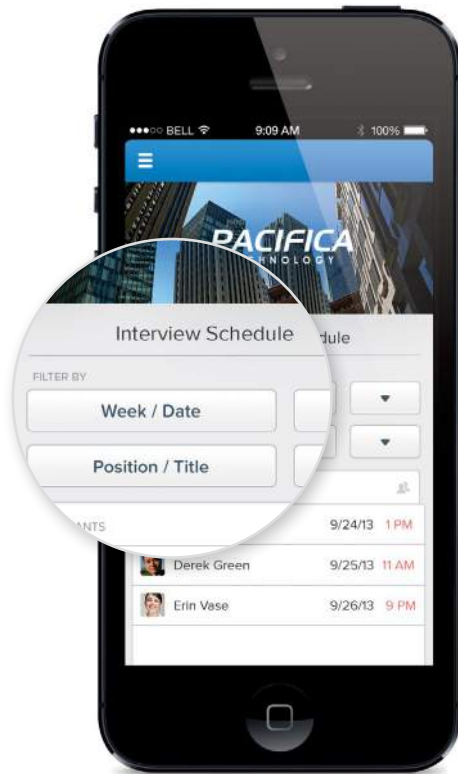 BELL 9:09 AM 100%
PACIFICA
CHNOLOGY
Interview Schedule
dule
FILTER BY
Week / Date
Position / Title
ANTS
9/24/13 1 PM
Derek Green 9/25/13 11 AM
Erin Vase 9/26/13 9 PM